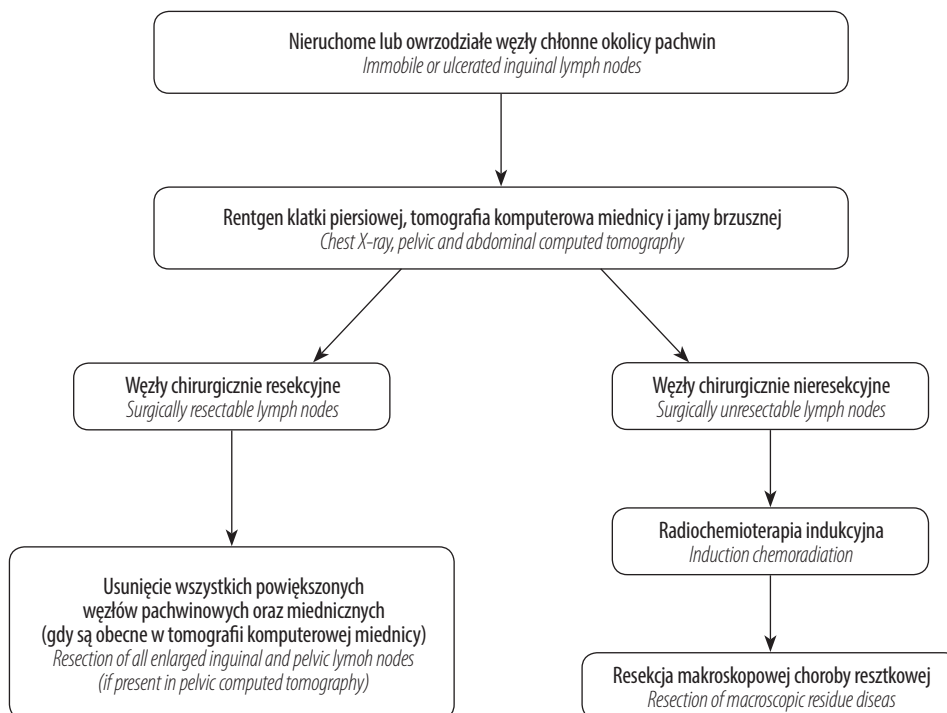 Nieruchome lub owrzodziałe węzły chłonne okolicy pachwin
Immobile or ulcerated inguinal lymph nodes
Rentgen klatki piersiowej, tomografia komputerowa miednicy i jamy brzusznej
Chest X-ray, pelvic and abdominal computed tomography
Węzły chirurgicznie resekcyjne
Surgically resectable lymph nodes
Węzły chirurgicznie nieresekcyjne
Surgically unresectable lymph nodes
Radiochemioterapia indukcyjna
Induction chemoradiation
Usunięcie wszystkich powiększonych
węzłów pachwinowych oraz miednicznych
(gdy są obecne w tomografii komputerowej miednicy)
Resection of all enlarged inguinal and pelvic lymoh nodes
(if present in pelvic computed tomography)
Resekcja makroskopowej choroby resztkowej
Resection of macroscopic residue diseas